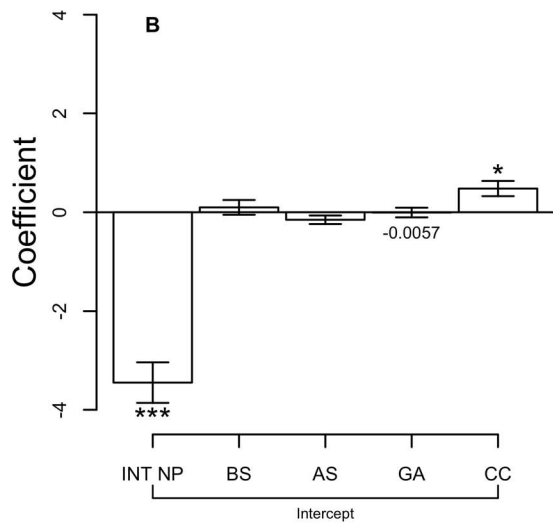 B
Coefficient
4
2
0
-2
-4
*
-0.0057
***
INT NP BS AS GA CC
Intercept